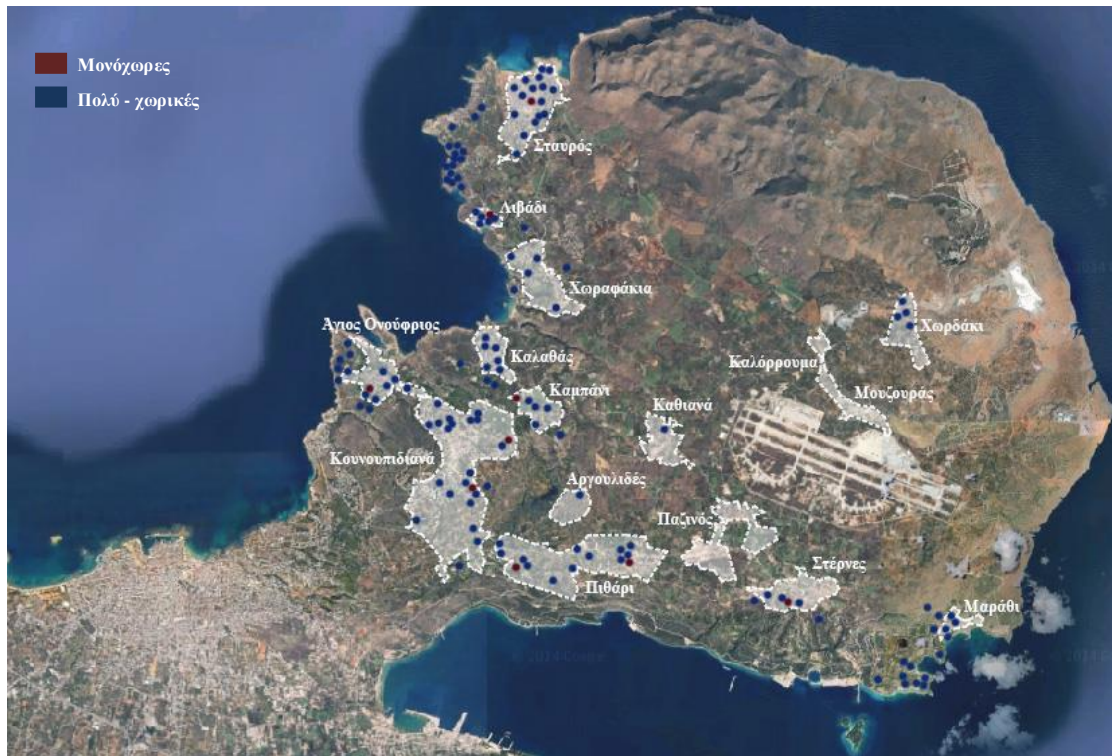 Μονόχωρες
Πολύ - χωρικές
Σταυρός
Λιβάδι
Χωραφάκια
Χωρδάκι
Άγιος Ονούφριος
Καλαθάς
Καλόρρουμα
Καμπάνι
Μουζουράς
Καθιανά
Κουνουπιδιανά
Αργουλιδές
Παζινός
Στέρνες
Πιθάρι
Μαράθι